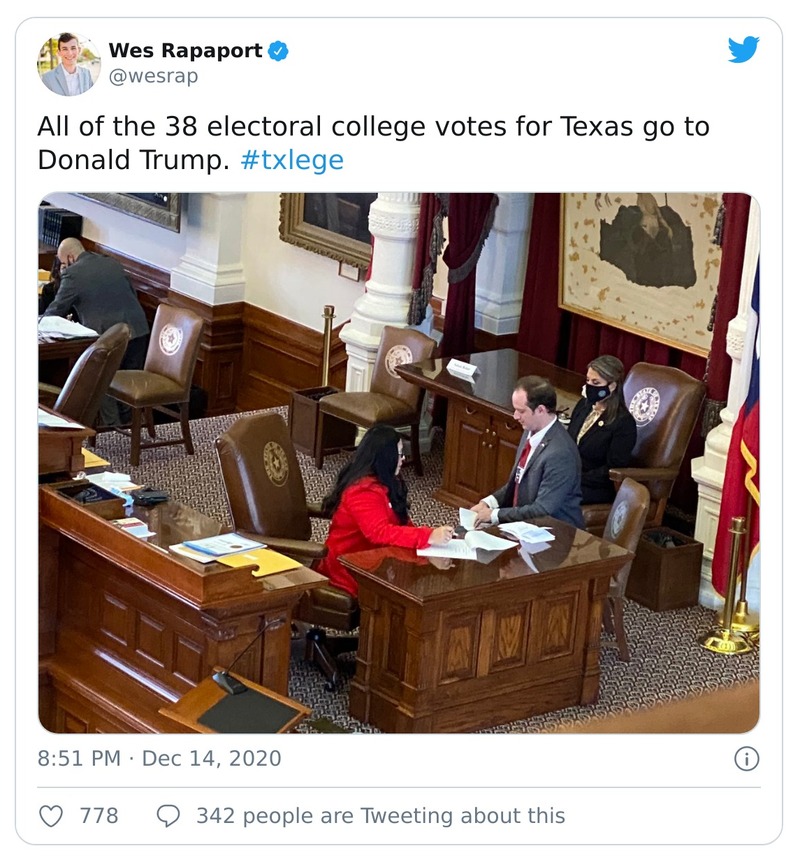 Wes Rapaport
@wesrap
All of the 38 electoral college votes for Texas go to
Donald Trump. #txlege
8:51 PM · Dec 14, 2020
778
342 people are Tweeting about this